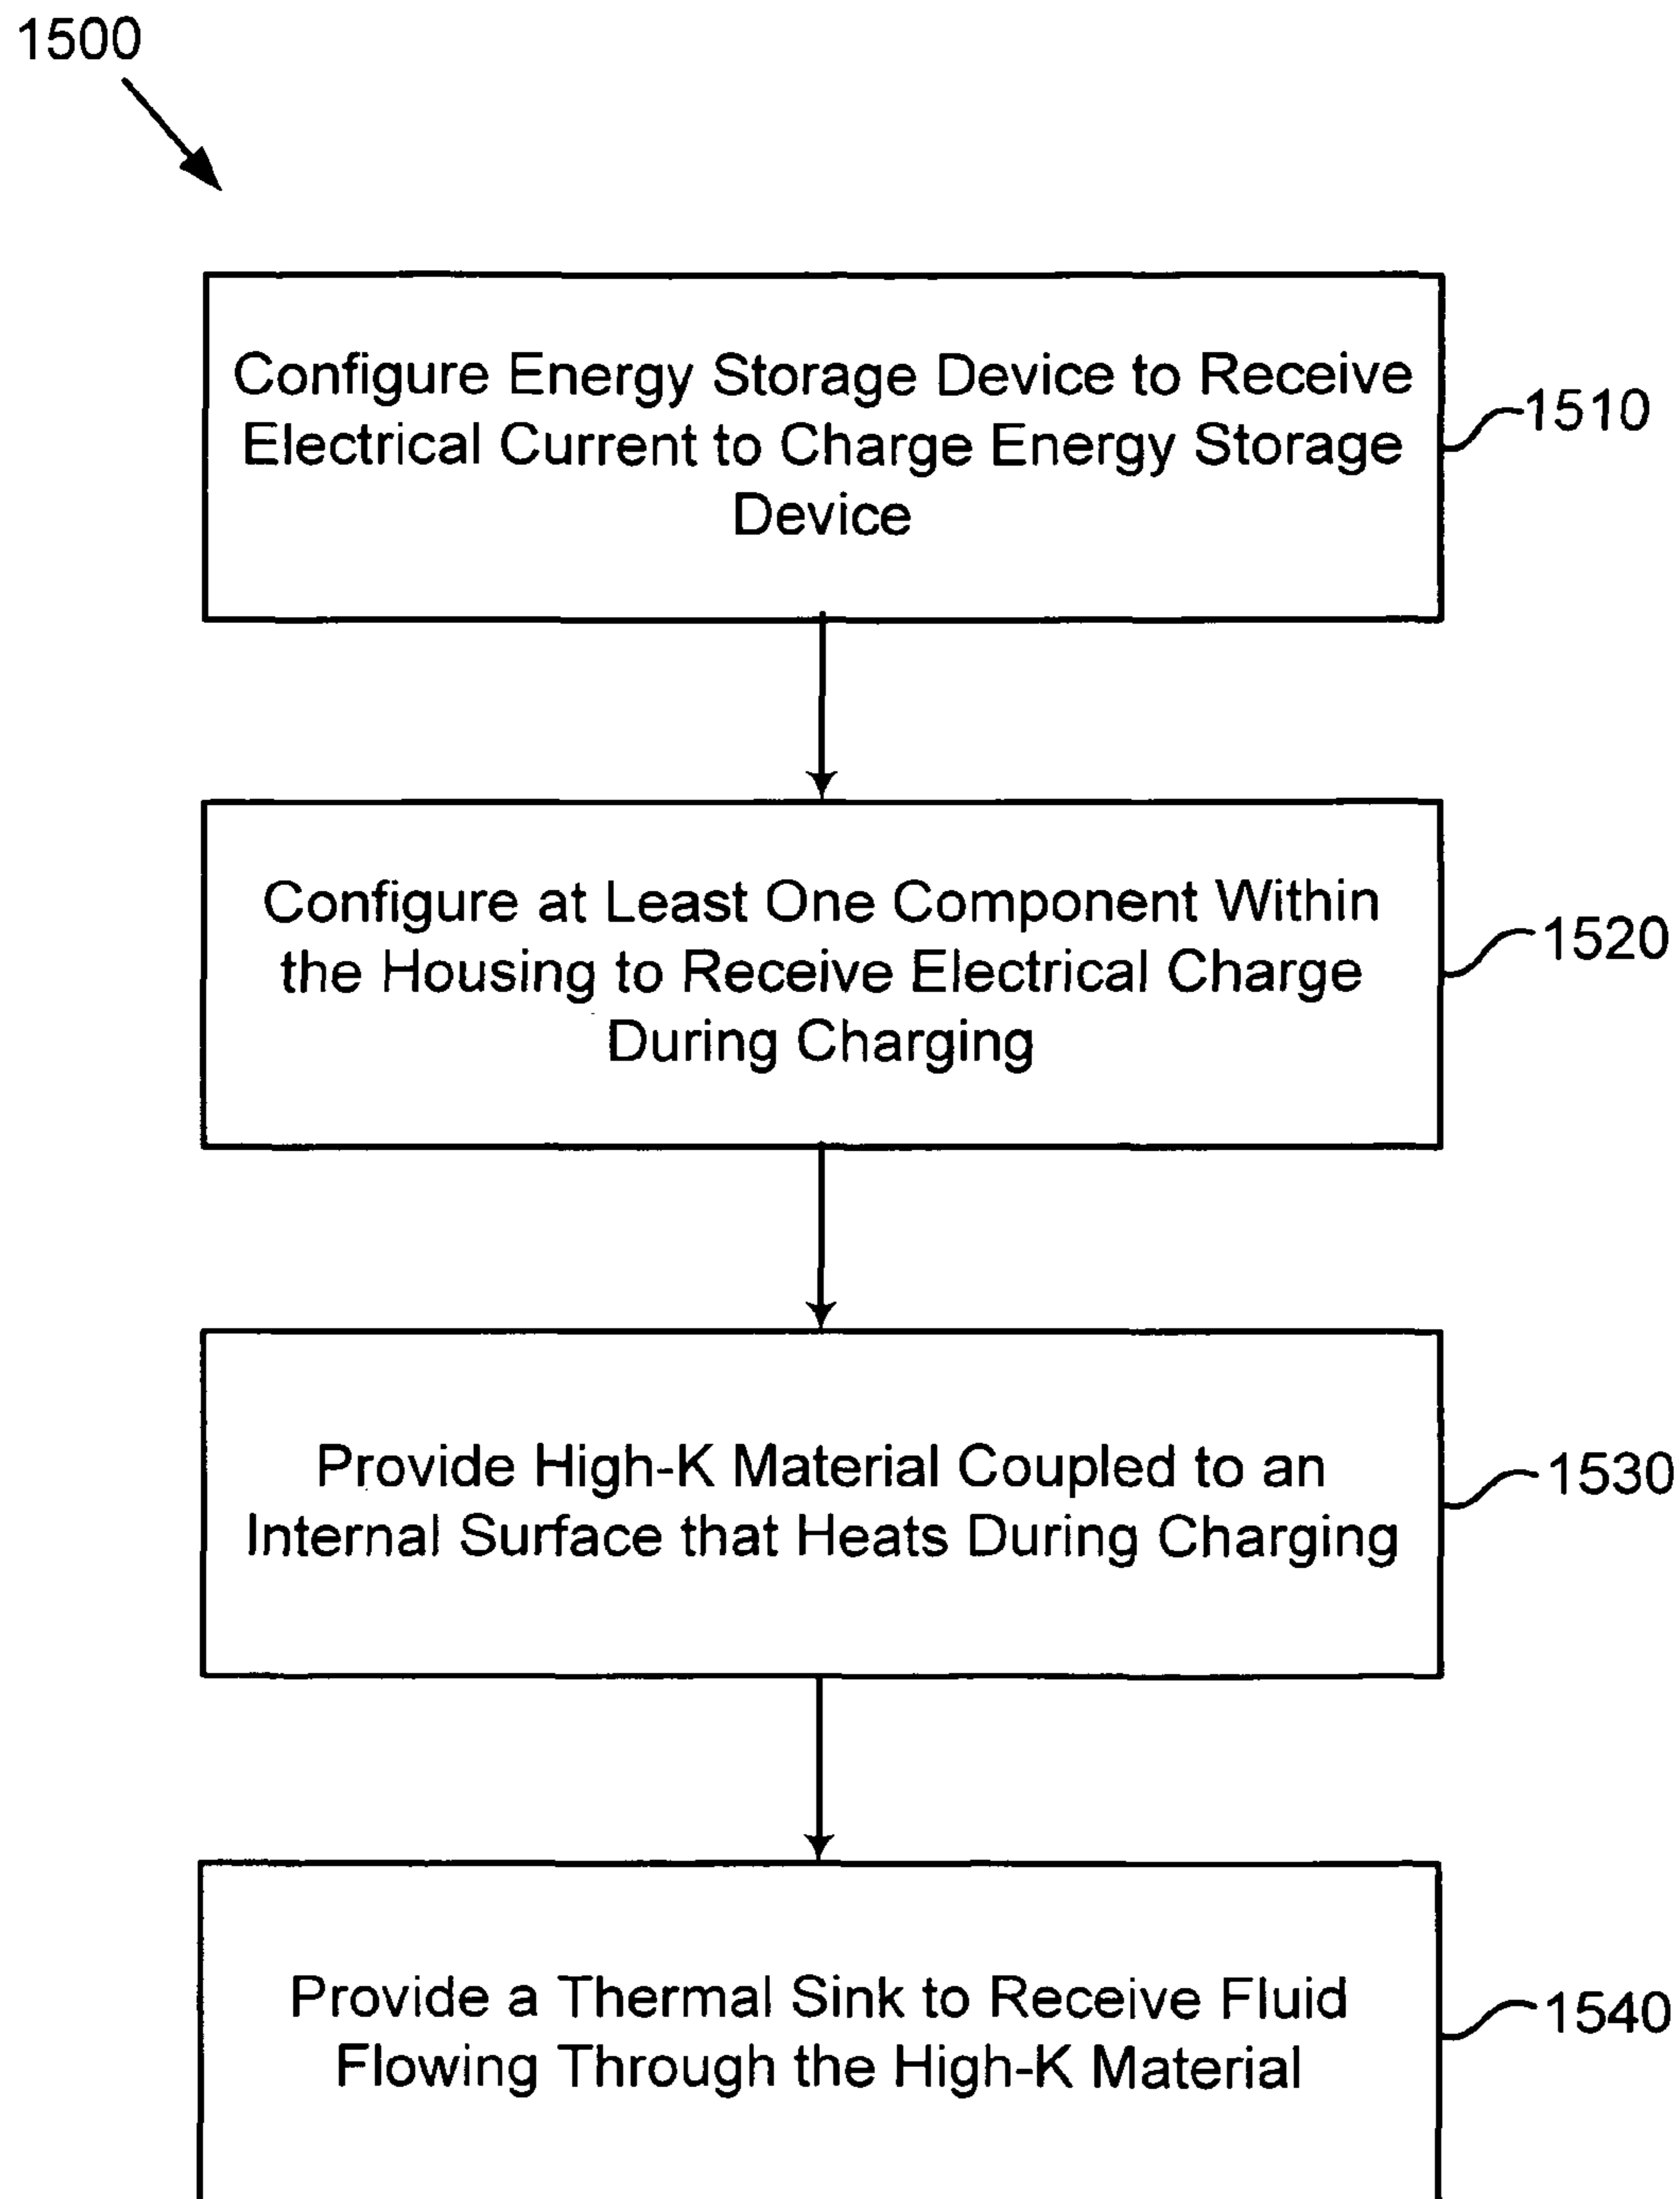 1500
Configure Energy Storage Device to Receive
Electrical Current to Charge Energy Storage
Device
1510
Configure at Least One Component Within
the Housing to Receive Electrical Charge
During Charging
1520
Provide High-K Material Coupled to an
Internal Surface that Heats During Charging
1530
Provide a Thermal Sink to Receive Fluid
Flowing Through the High-K Material
1540